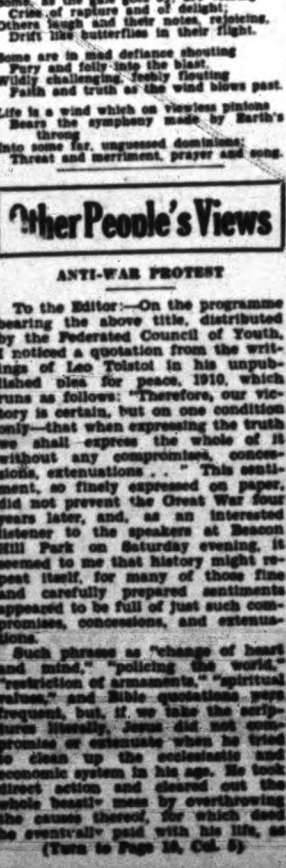 Cries of rapture and of
Others laugh and their notes, rejoicing,
Drift like butterflies in their flight.
Some are in mad defiance shouting
Fury and folly into the blast.
Wildly challenging, feebly flouting
Faith and truth as the wind blows past.
Life is a wind which on viewless pinions
Bears the symphony made by Earth's
throng
Into some far, unguessed dominions;
Threat and merriment, prayer and song.
Other People's Views
ANTI-WAR PROTEST
To the Editor:—On the programme
bearing the above title, distributed
by the Federated Council of Youth,
I noticed a quotation from the writ-
ings of Leo Tolstoi in his unpub-
lished plea for peace, 1910, which
runs as follows: "Therefore, our vic-
tory is certain, but on one condition
only—that when expressing the truth
we shall express the whole of it
without any compromises, conces-
sions, extenuations . . " This senti-
ment, so finely expressed on paper,
did not prevent the Great War four
years later, and, as an interested
listener to the speakers at Beacon
Hill Park on Saturday evening, it
seemed to me that history might re-
peat itself, for many of those fine
and carefully prepared sentiments
appeared to be full of just such com-
promises, concessions, and extenua-
tions.
Such phrases as "change of heart
and mind," "policing the world,"
"restriction of armaments," "spiritual
values," and Bible quotations were
frequent, but, if we take the scrip-
tures literally, Jesus did not com-
promise or extenuate when he tried
to clean up the ecclesiastic and
economic system in his age. He took
direct action and cleared out the
whole beastly mess by overthrowing
the causes thereof, for which deed
he eventually paid with his life, as
(Turn to Page 16, Col. 5)